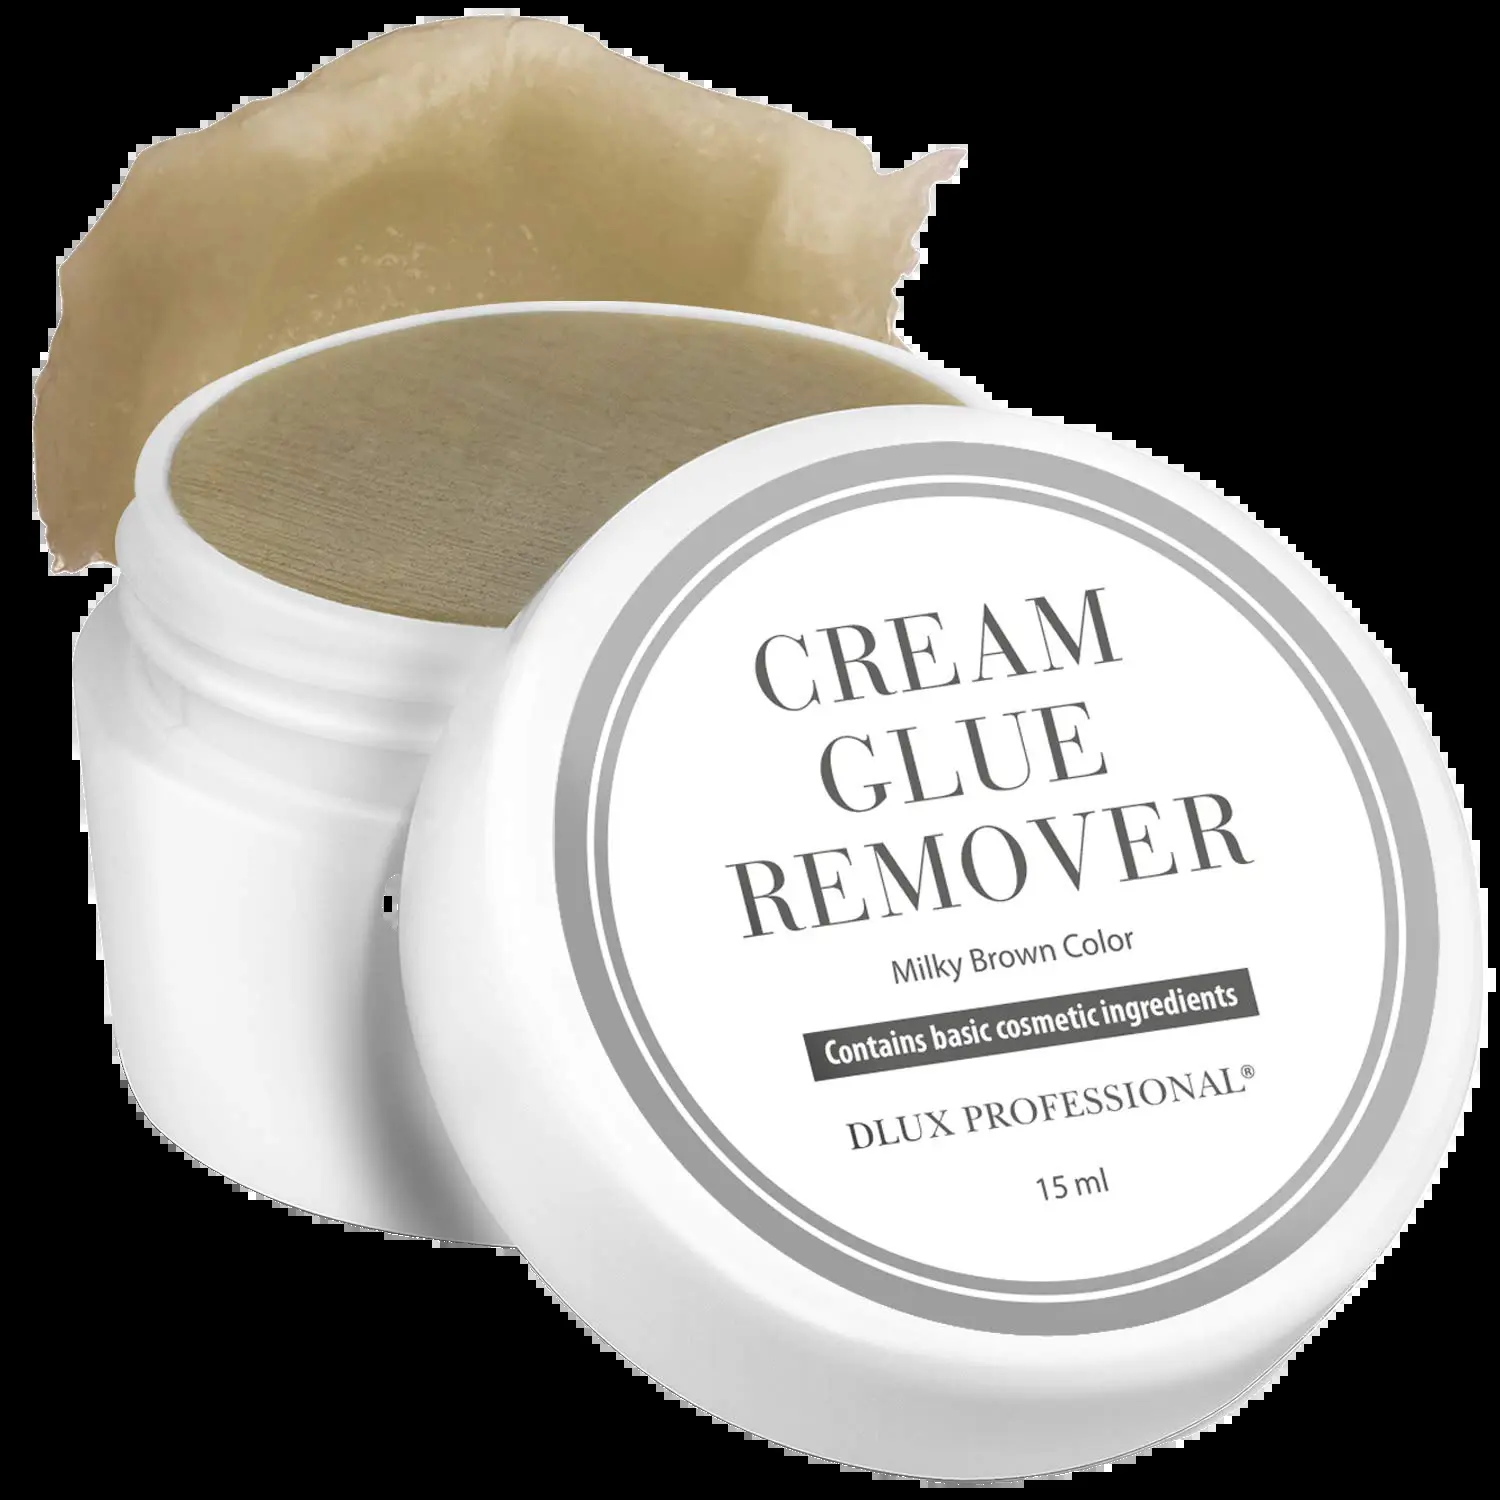 CREAM
GLUE
REMOVER
Milky Brown Color
Contains basic cosmetic ingredients
DLUX PROFESSIONAL®
15 ml